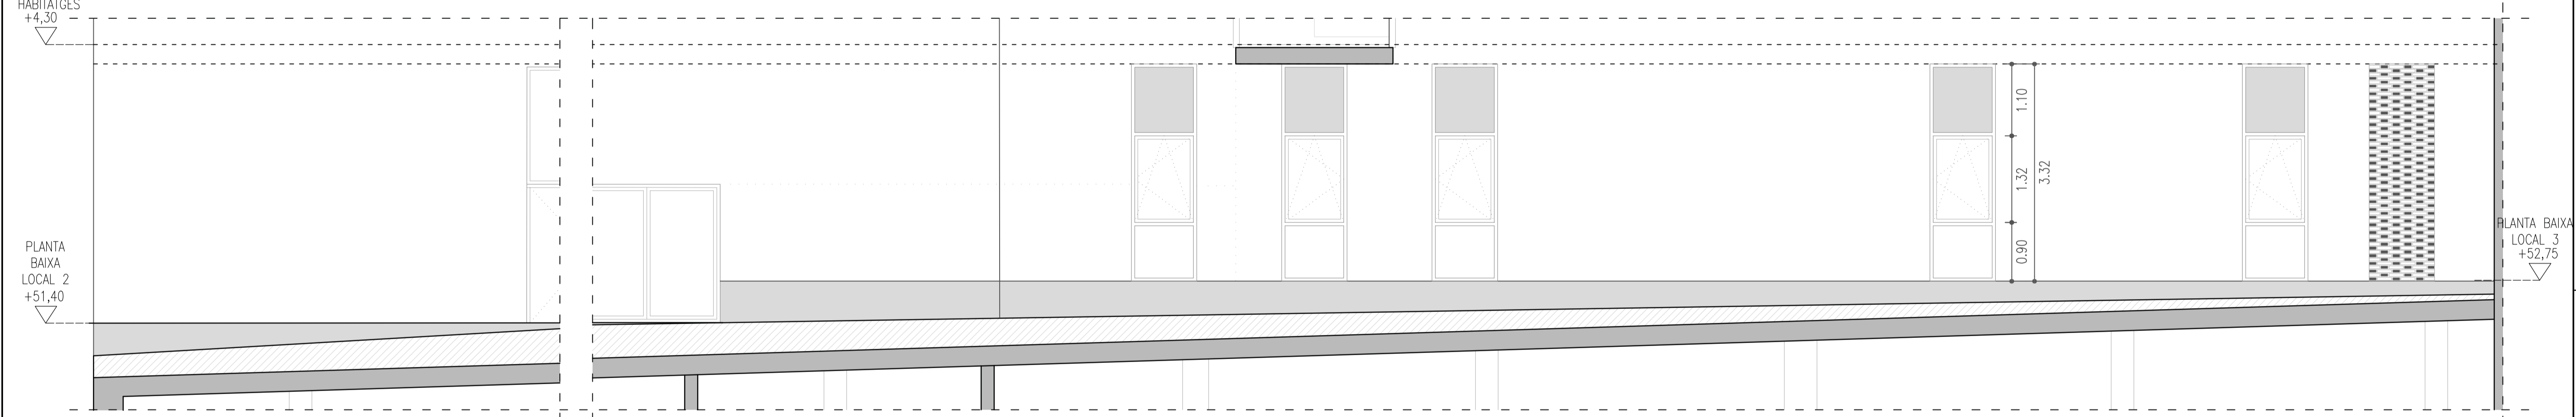 HABITATGES
+4,30
PLANTA
BAIXA
LOCAL 2
+51,40
1.10
1.32
3.32
0.90
PLANTA BAIXA
LOCAL 3
+52,75